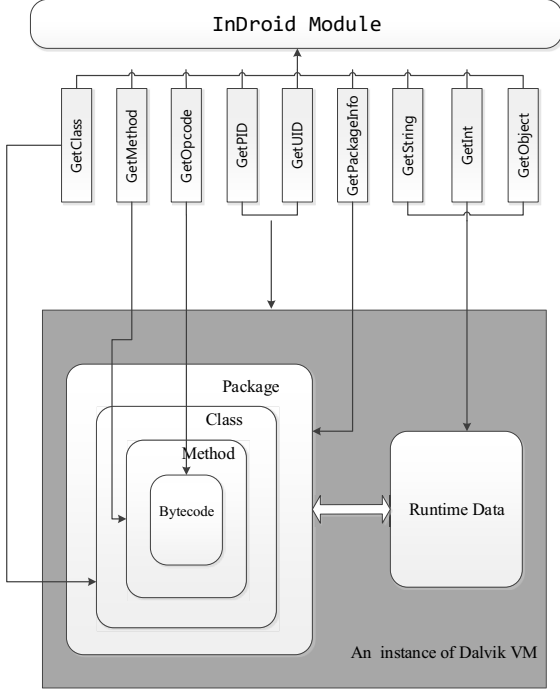 InDroid Module
GetClass
GetMethod
GetOpcode
GetPID
GetUID
GetPackageInfo
GetString
GetInt
GetObject
Package
Class
Method
Bytecode
Runtime Data
An instance of Dalvik VM